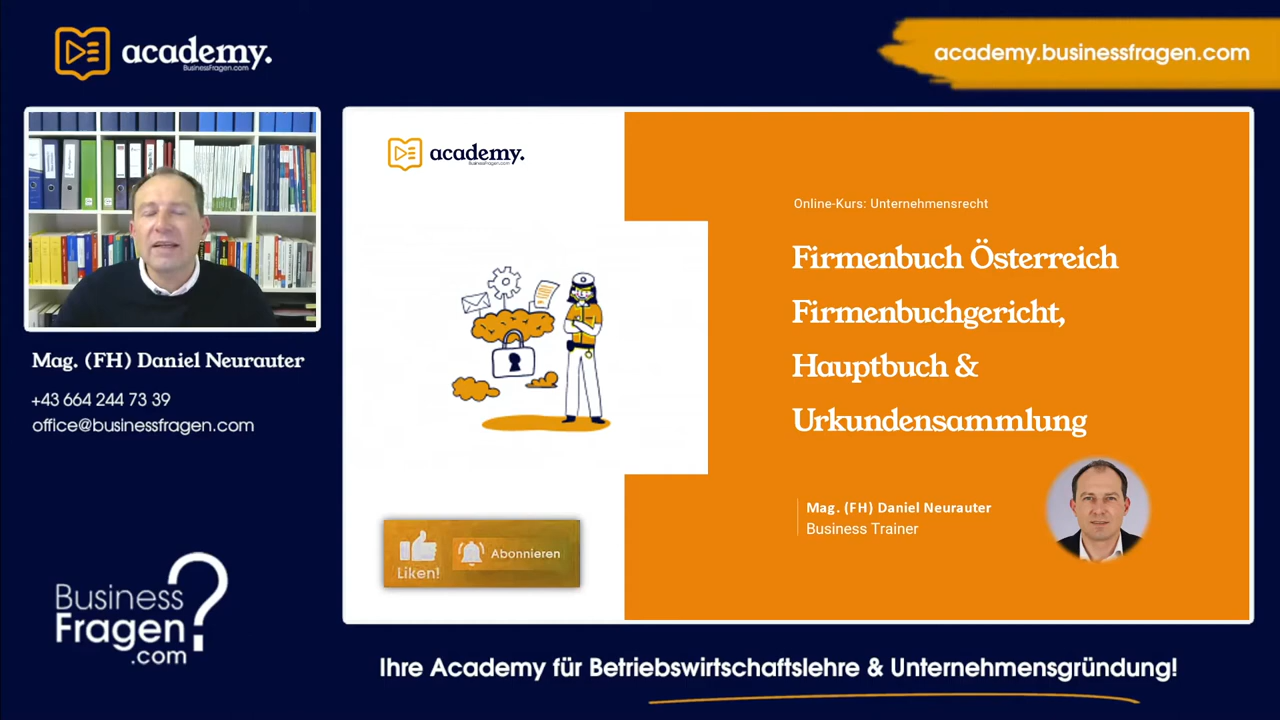 academy.
BusinessFragen.com
academy.businessfragen.com
Mag. (FH) Daniel Neurauter
+43 664 244 73 39
office@businessfragen.com
Business
Fragen?
.com
academy.
BusinessFragen.com
Online-Kurs: Unternehmensrecht
Firmenbuch Österreich
Firmenbuchgericht,
Hauptbuch &
Urkundensammlung
Mag. (FH) Daniel Neurauter
Business Trainer
Liken!
Abonnieren
Ihre Academy für Betriebswirtschaftslehre & Unternehmensgründung!